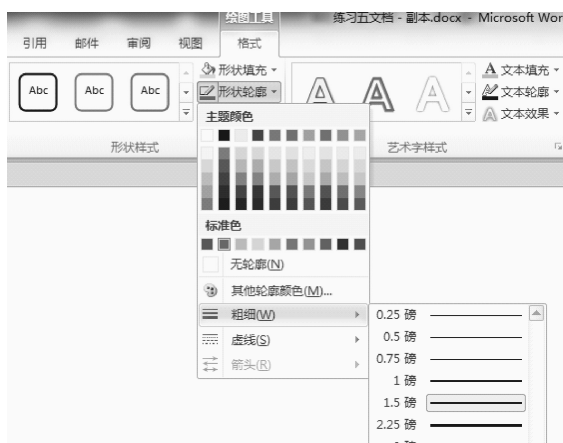 绘图工具
练习五文档 - 副本.docx - Microsoft Wor
引用 邮件 审阅 视图 格式
Abc Abc Abc
形状填充
形状轮廓
A A A
A 文本填充
文本轮廓
A 文本效果
形状样式
艺术字样式
主题颜色
标准色
无轮廓(N)
其他轮廓颜色(M)...
粗细(W)
虚线(S)
箭头(R)
0.25 磅
0.5 磅
0.75 磅
1 磅
1.5 磅
2.25 磅